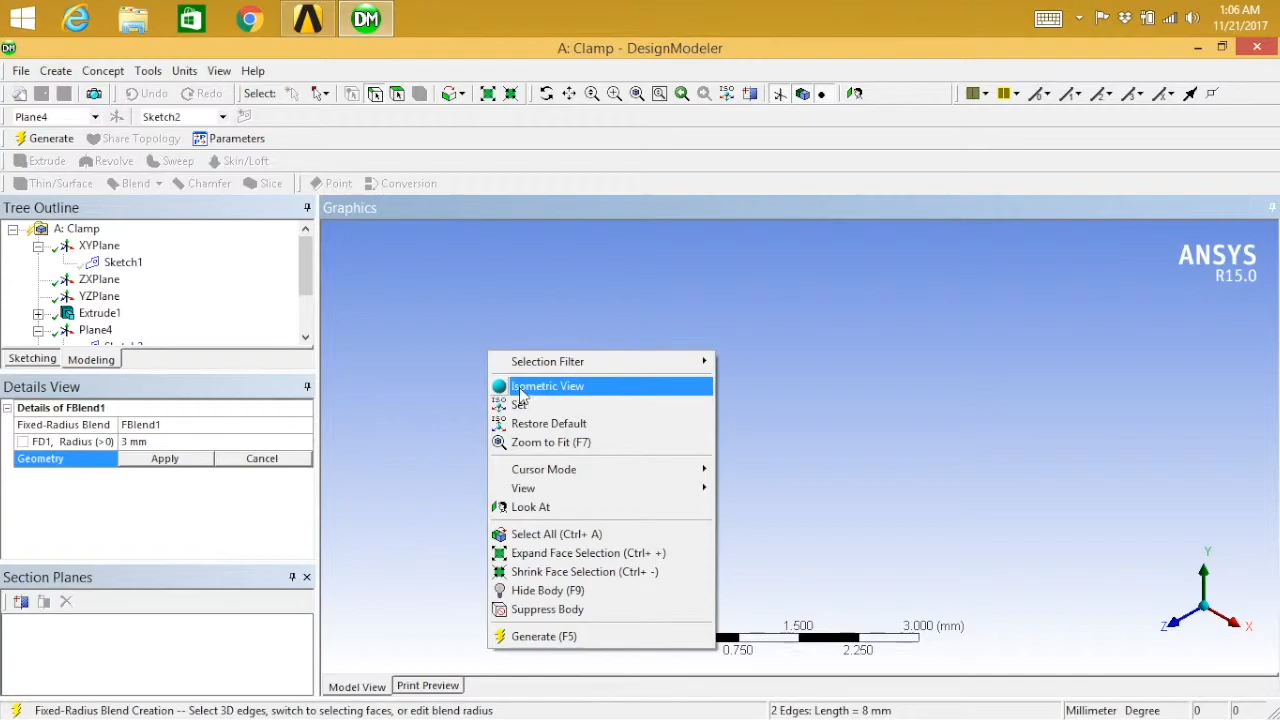 1:06 AM
11/21/2017
DM
DM
A: Clamp - DesignModeler
File Create Concept Tools Units View Help
Undo Redo Select:
Plane4 Sketch2
Generate Share Topology Parameters
Extrude Revolve Sweep Skin/Loft
Thin/Surface Blend Chamfer Slice Point Conversion
Tree Outline
A: Clamp
XYPlane
Sketch1
ZXPlane
YZPlane
Extrude1
Plane4
Sketching Modeling
Details View
Details of FBlend1
Fixed-Radius Blend FBlend1
FD1, Radius (>0) 3 mm
Geometry Apply Cancel
Section Planes
Graphics
ANSYS
R15.0
Selection Filter
Isometric View
ISO Set
ISO Restore Default
Zoom to Fit (F7)
Cursor Mode
View
Look At
Select All (Ctrl+ A)
Expand Face Selection (Ctrl+ +)
Shrink Face Selection (Ctrl+ -)
Hide Body (F9)
Suppress Body
Generate (F5)
1.500 3.000 (mm)
0.750 2.250
Y
Z X
Model View Print Preview
Fixed-Radius Blend Creation -- Select 3D edges, switch to selecting faces, or edit blend radius 2 Edges: Length = 8 mm Millimeter Degree 0 0